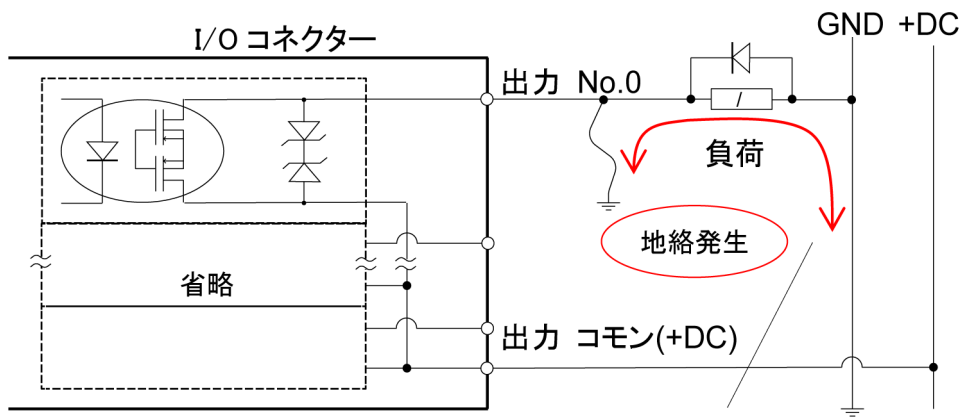 GND +DC
I/O コネクター
出力 No.0
負荷
地絡発生
省略
出力 コモン(+DC)